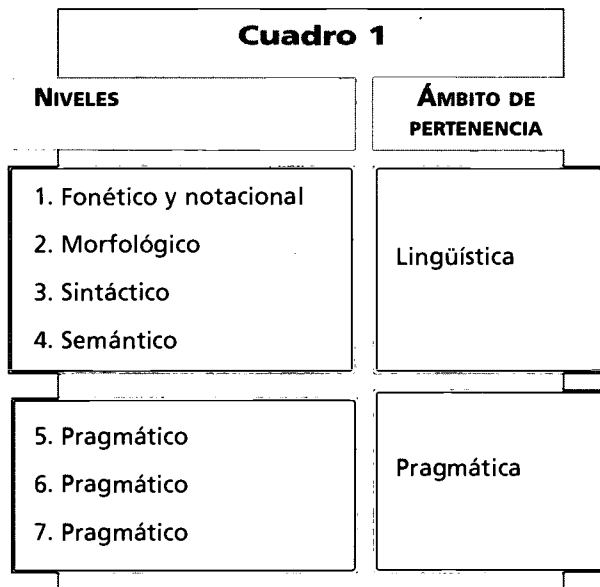 Cuadro 1
NIVELES
ÁMBITO DE
PERTENENCIA
1. Fonético y notacional
2. Morfológico
3. Sintáctico
4. Semántico
Lingüística
5. Pragmático
6. Pragmático
7. Pragmático
Pragmática